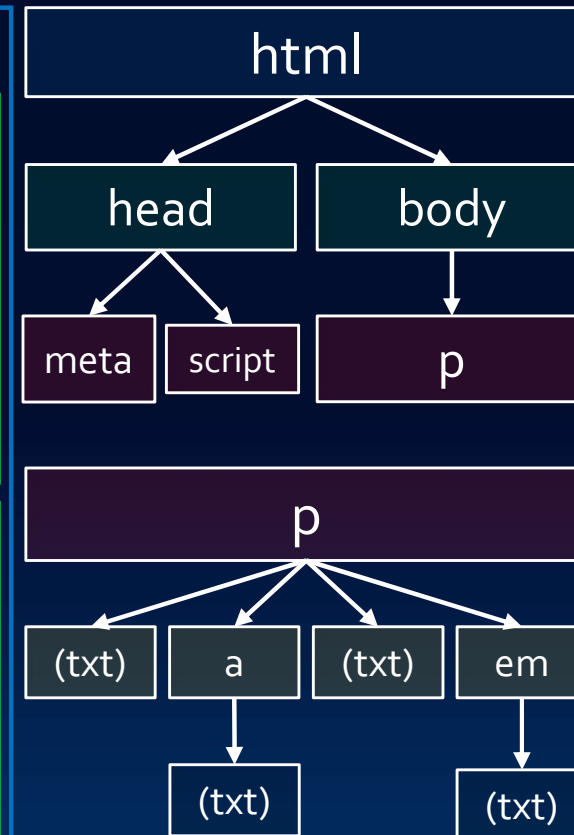 html
head body
meta script p
p
(txt) a (txt) em
(txt) (txt)